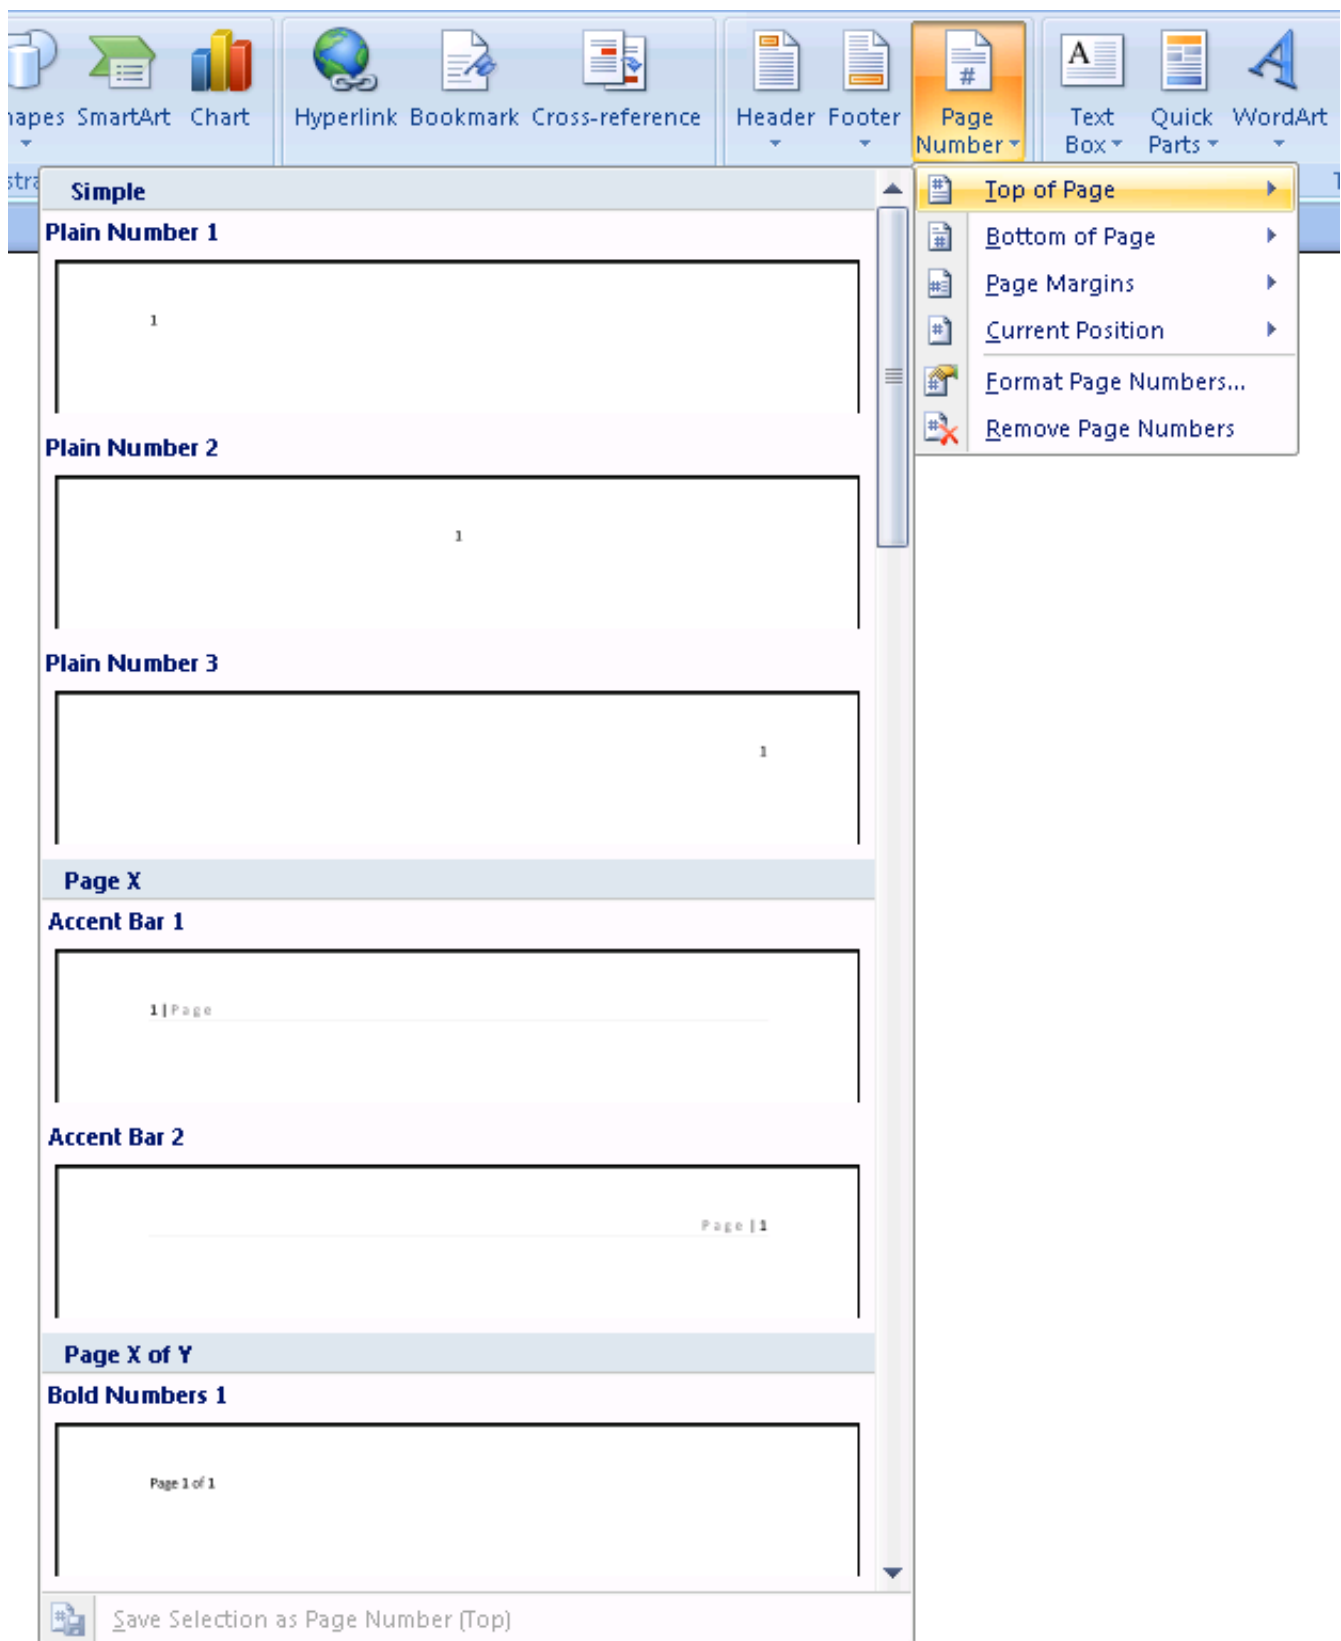 SmartArt Chart Hyperlink Bookmark Cross-reference Header Footer Page Number Text Box Quick Parts WordArt
Simple
Plain Number 1
1
Plain Number 2
1
Plain Number 3
1
Page X
Accent Bar 1
1 | Page
Accent Bar 2
Page | 1
Page X of Y
Bold Numbers 1
Page 1 of 1
Save Selection as Page Number (Top)
Top of Page
Bottom of Page
Page Margins
Current Position
Format Page Numbers...
Remove Page Numbers